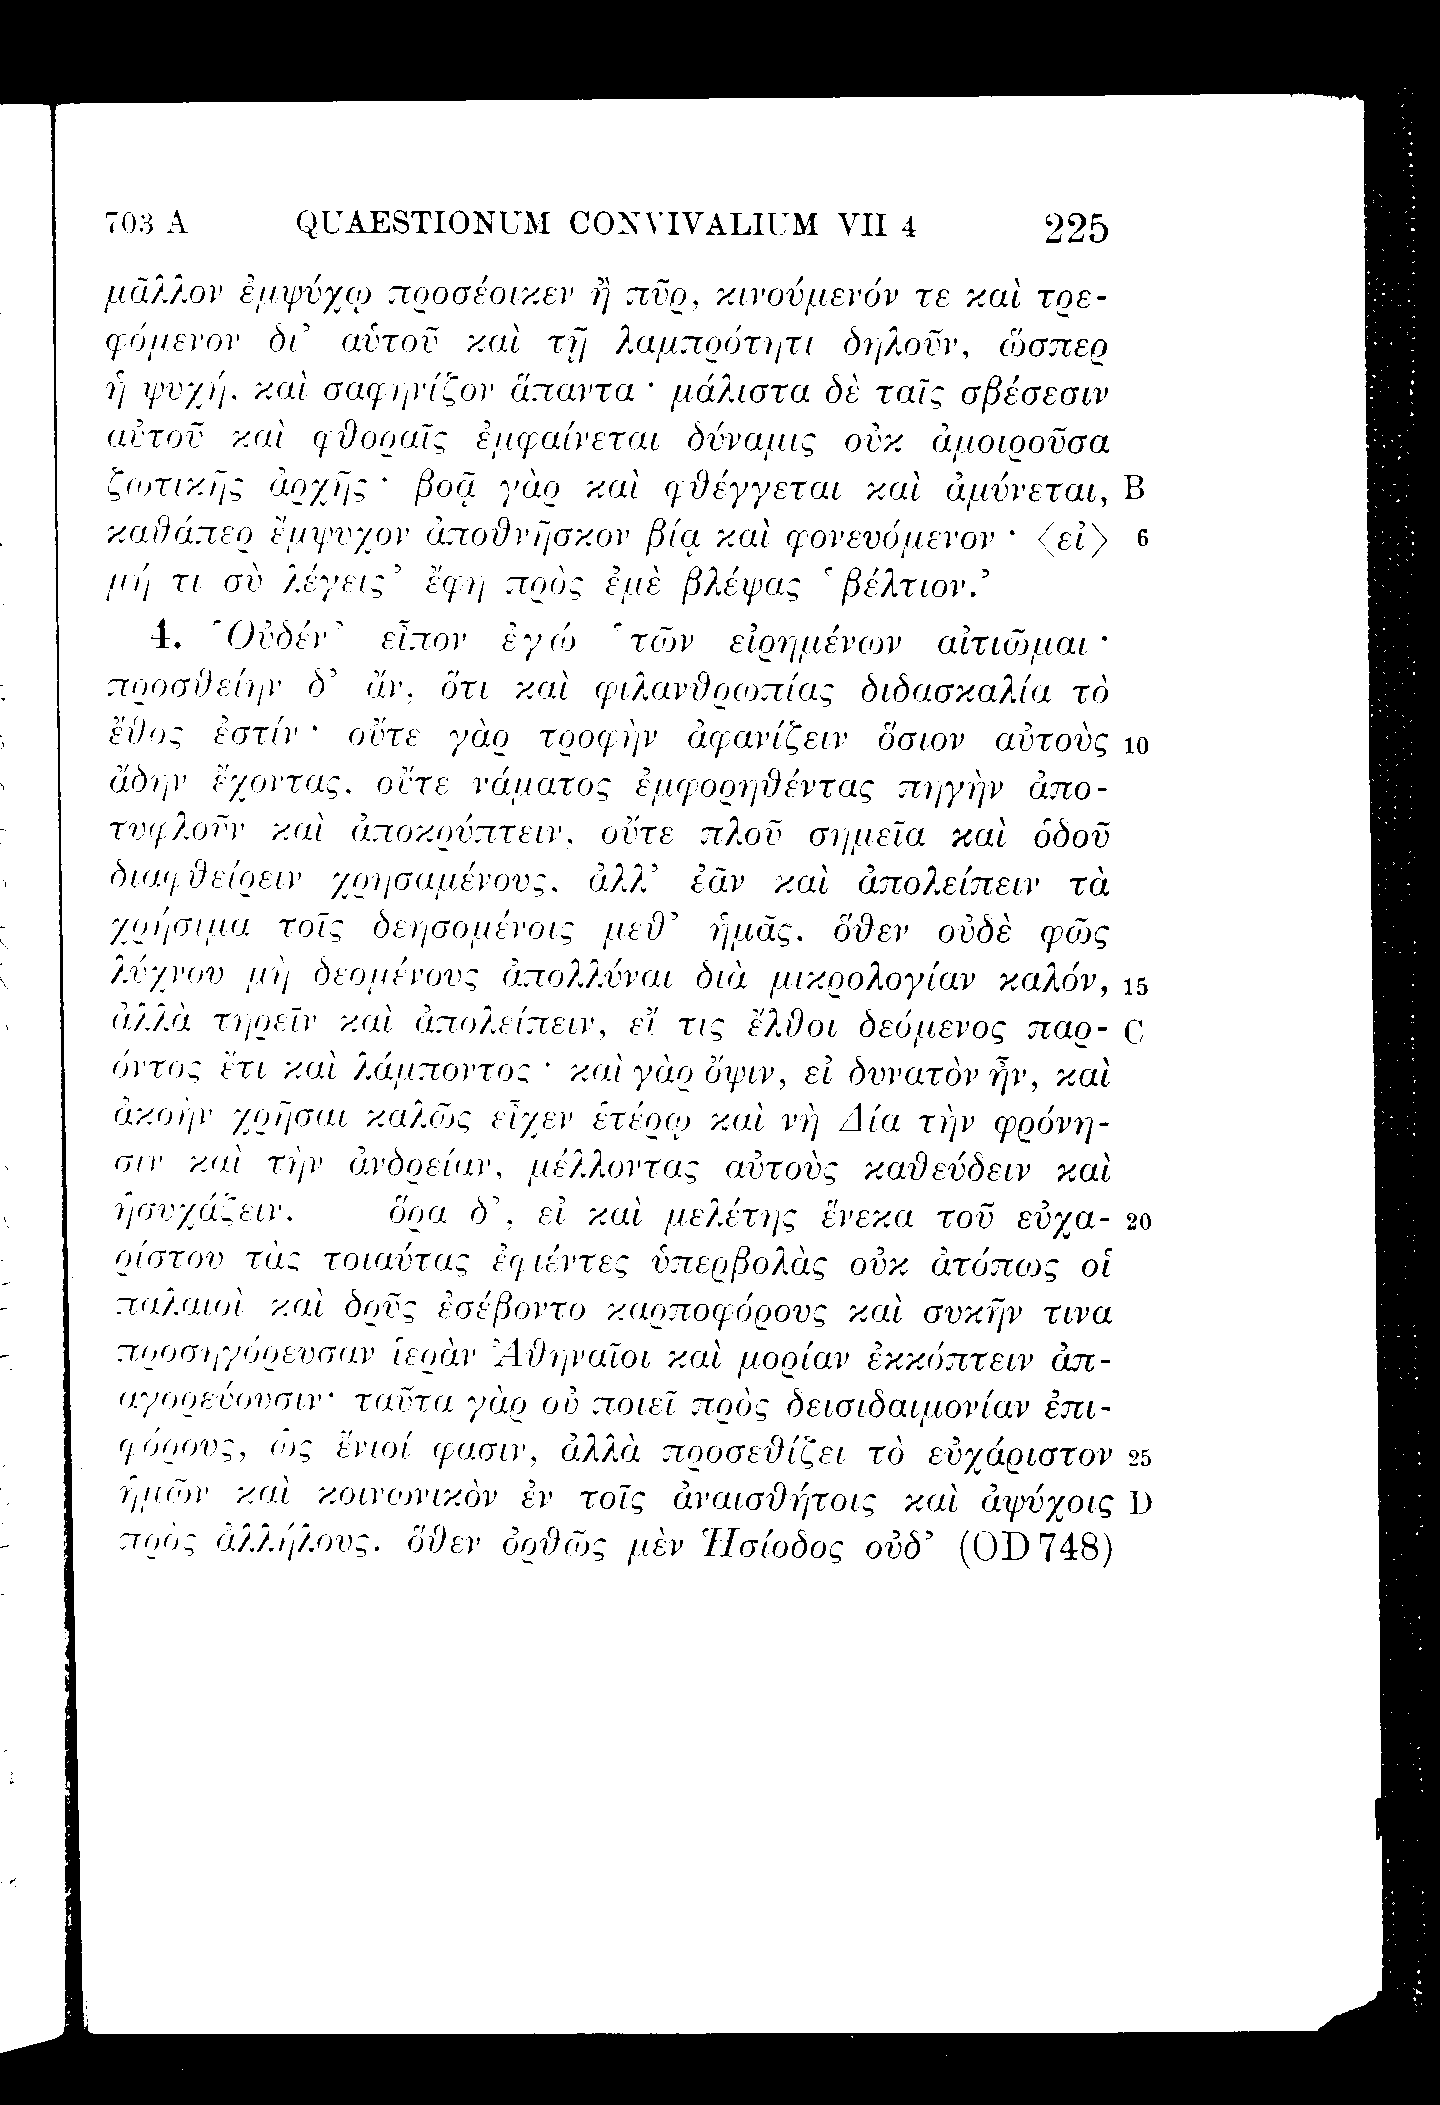 703 A QUAESTIONUM CONVIVALIUM VII 4 225
μᾶλλον ἐμψύχῳ προσέοικεν ἢ πῦρ, κινούμενόν τε καὶ τρε-
φόμενον δι’ αὑτοῦ καὶ τῇ λαμπρότητι δηλοῦν, ὥσπερ
ἡ ψυχή, καὶ σαφηνίζον ἅπαντα· μάλιστα δὲ ταῖς σβέσεσιν
αὐτοῦ καὶ φθοραῖς ἐμφαίνεται δύναμις οὐκ ἀμοιροῦσα
ζωτικῆς ἀρχῆς· βοᾷ γὰρ καὶ φθέγγεται καὶ ἀμύνεται, B
καθάπερ ἔμψυχον ἀποθνῆσκον βίᾳ καὶ φονευόμενον· 〈εἰ〉 6
μή τι σὺ λέγεις’ ἔφη πρὸς ἐμὲ βλέψας ‘βέλτιον.’
4. ‘Οὐδέν’ εἶπον ἐγώ ‘τῶν εἰρημένων αἰτιῶμαι·
προσθείην δ’ ἄν, ὅτι καὶ φιλανθρωπίας διδασκαλία τὸ
ἔθος ἐστίν· οὔτε γὰρ τροφὴν ἀφανίζειν ὅσιον αὐτοὺς 10
ἄδην ἔχοντας, οὔτε νάματος ἐμφορηθέντας πηγὴν ἀπο-
τυφλοῦν καὶ ἀποκρύπτειν, οὔτε πλοῦ σημεῖα καὶ ὁδοῦ
διαφθείρειν χρησαμένους, ἀλλ’ ἐᾶν καὶ ἀπολείπειν τὰ
χρήσιμα τοῖς δεησομένοις μεθ’ ἡμᾶς. ὅθεν οὐδὲ φῶς
λύχνου μὴ δεομένους ἀπολλύναι διὰ μικρολογίαν καλόν, 15
ἀλλὰ τηρεῖν καὶ ἀπολείπειν, εἴ τις ἔλθοι δεόμενος παρ- C
όντος ἔτι καὶ λάμποντος· καὶ γὰρ ὄψιν, εἰ δυνατὸν ἦν, καὶ
ἀκοὴν χρῆσαι καλῶς εἶχεν ἑτέρῳ καὶ νὴ Δία τὴν φρόνη-
σιν καὶ τὴν ἀνδρείαν, μέλλοντας αὐτοὺς καθεύδειν καὶ
ἡσυχάζειν. ὅρα δ’, εἰ καὶ μελέτης ἕνεκα τοῦ εὐχα- 20
ρίστου τὰς τοιαύτας ἐφιέντες ὑπερβολὰς οὐκ ἀτόπως οἱ
παλαιοὶ καὶ δρῦς ἐσέβοντο καρποφόρους καὶ συκῆν τινα
προσηγόρευσαν ἱερὰν Ἀθηναῖοι καὶ μορίαν ἐκκόπτειν ἀπ-
αγορεύουσιν· ταῦτα γὰρ οὐ ποιεῖ πρὸς δεισιδαιμονίαν ἐπι-
φόρους, ὥς ἔνιοί φασιν, ἀλλὰ προσεθίζει τὸ εὐχάριστον 25
ἡμῶν καὶ κοινωνικὸν ἐν τοῖς ἀναισθήτοις καὶ ἀψύχοις D
πρὸς ἀλλήλους. ὅθεν ὀρθῶς μὲν Ἡσίοδος οὐδ’ (OD 748)